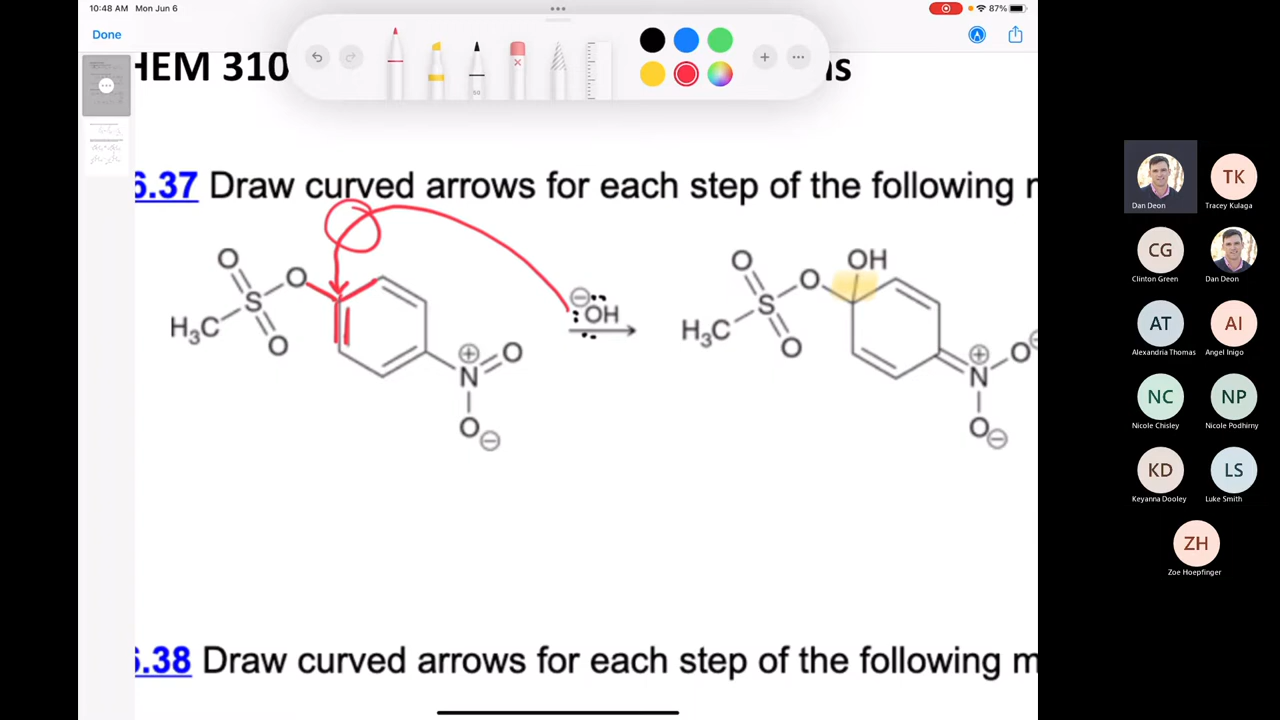 10:48 AM Mon Jun 6
87%
Done
HEM 310
ns
50
6.37 Draw curved arrows for each step of the following
O
O
S
H₃C
O
⊖
:OH
⊕
N
O
O
⊖
OH
O
O
S
H₃C
O
⊕
N
O
⊖
O
⊖
6.38 Draw curved arrows for each step of the following
Dan Deon
TK
Tracey Kulaga
CG
Clinton Green
Dan Deon
AT
Alexandria Thomas
AI
Angel Inigo
NC
Nicole Chisley
NP
Nicole Podhirny
KD
Keyanna Dooley
LS
Luke Smith
ZH
Zoe Hoepfinger